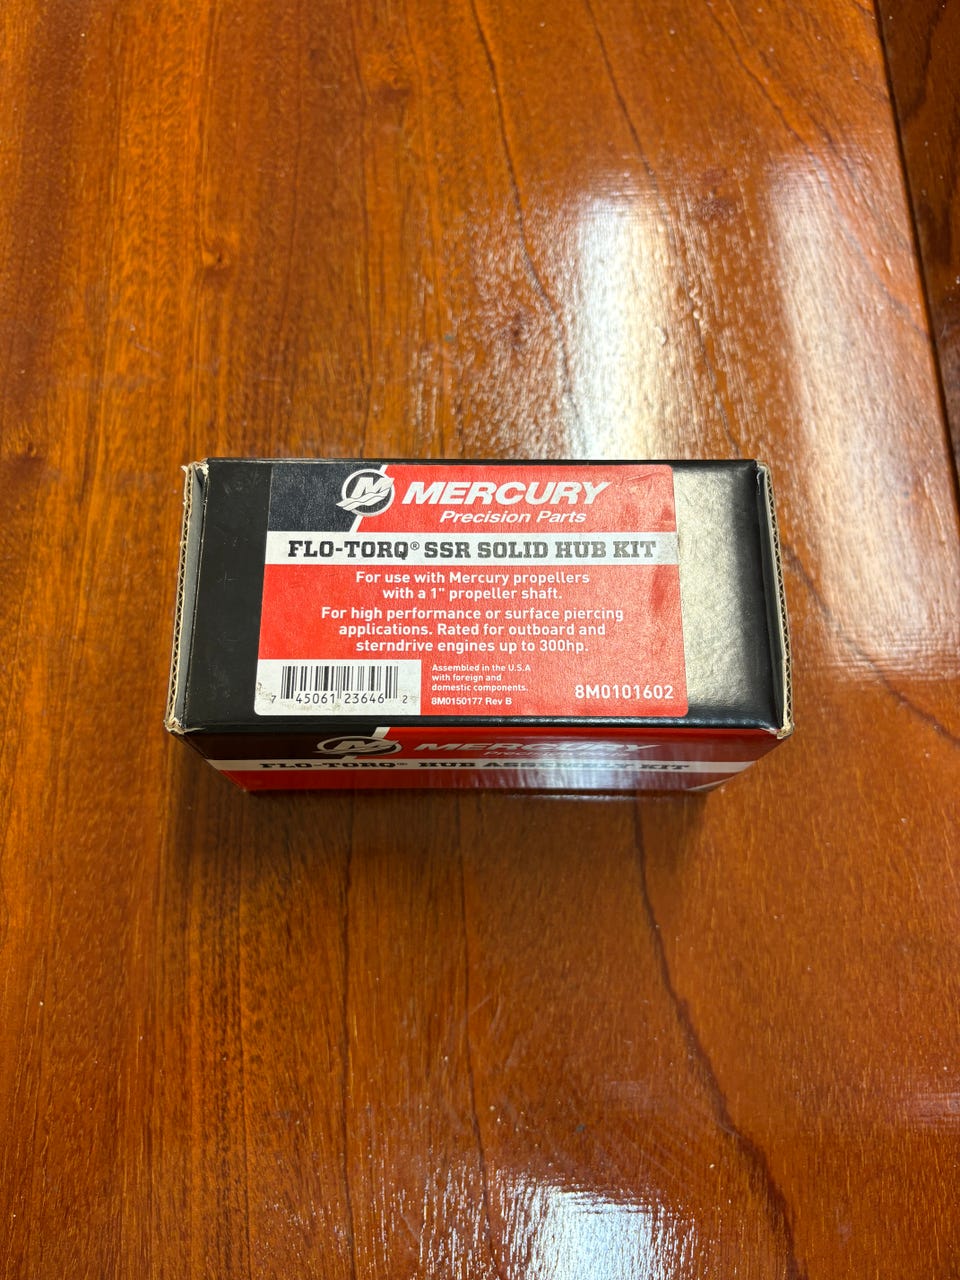 MERCURY
Precision Parts
FLO-TORQ® SSR SOLID HUB KIT
For use with Mercury propellers
with a 1" propeller shaft.
For high performance or surface piercing
applications. Rated for outboard and
sterndrive engines up to 300hp.
Assembled in the U.S.A
with foreign and
domestic components.
8M0150177 Rev B
8M0101602
7 45061 23646 2
MERCURY
FLO-TORQ® HUB ASSEMBLY KIT